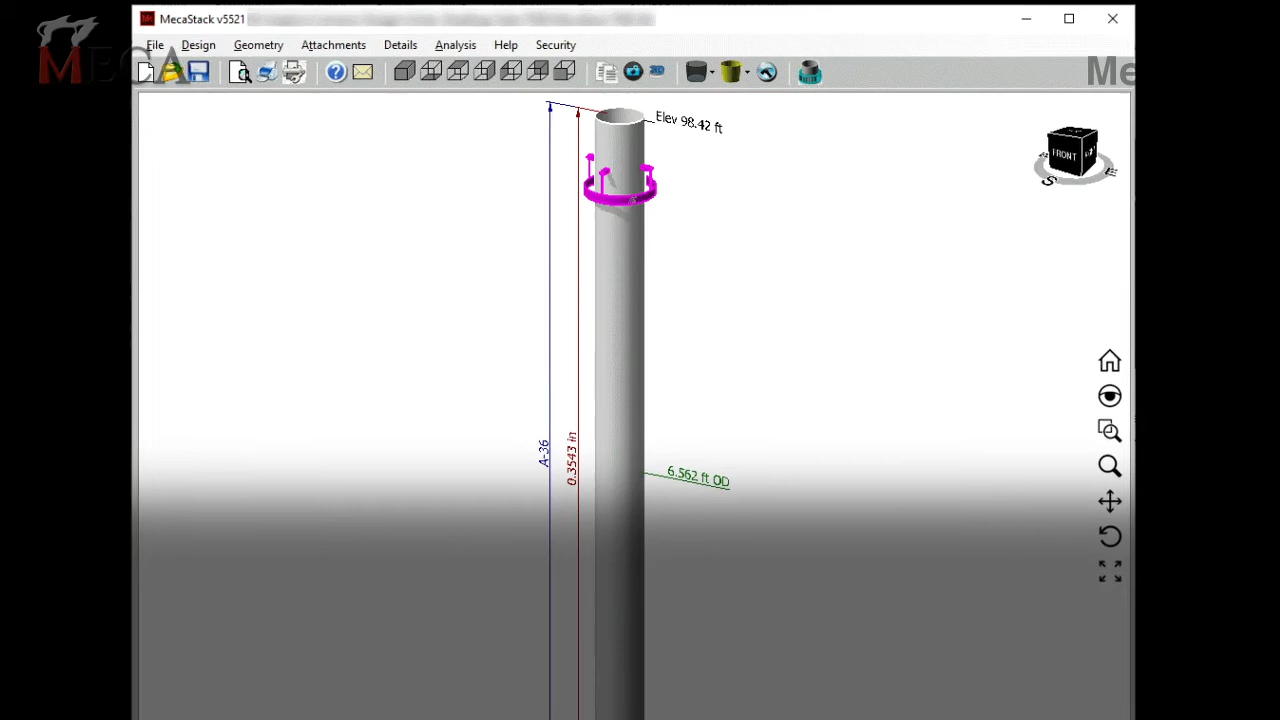 MecaStack v5521
MECA
File Design Geometry Attachments Details Analysis Help Security
Me
Elev 98.42 ft
FRONT
S
E
A-36
0.3543 in
6.562 ft OD